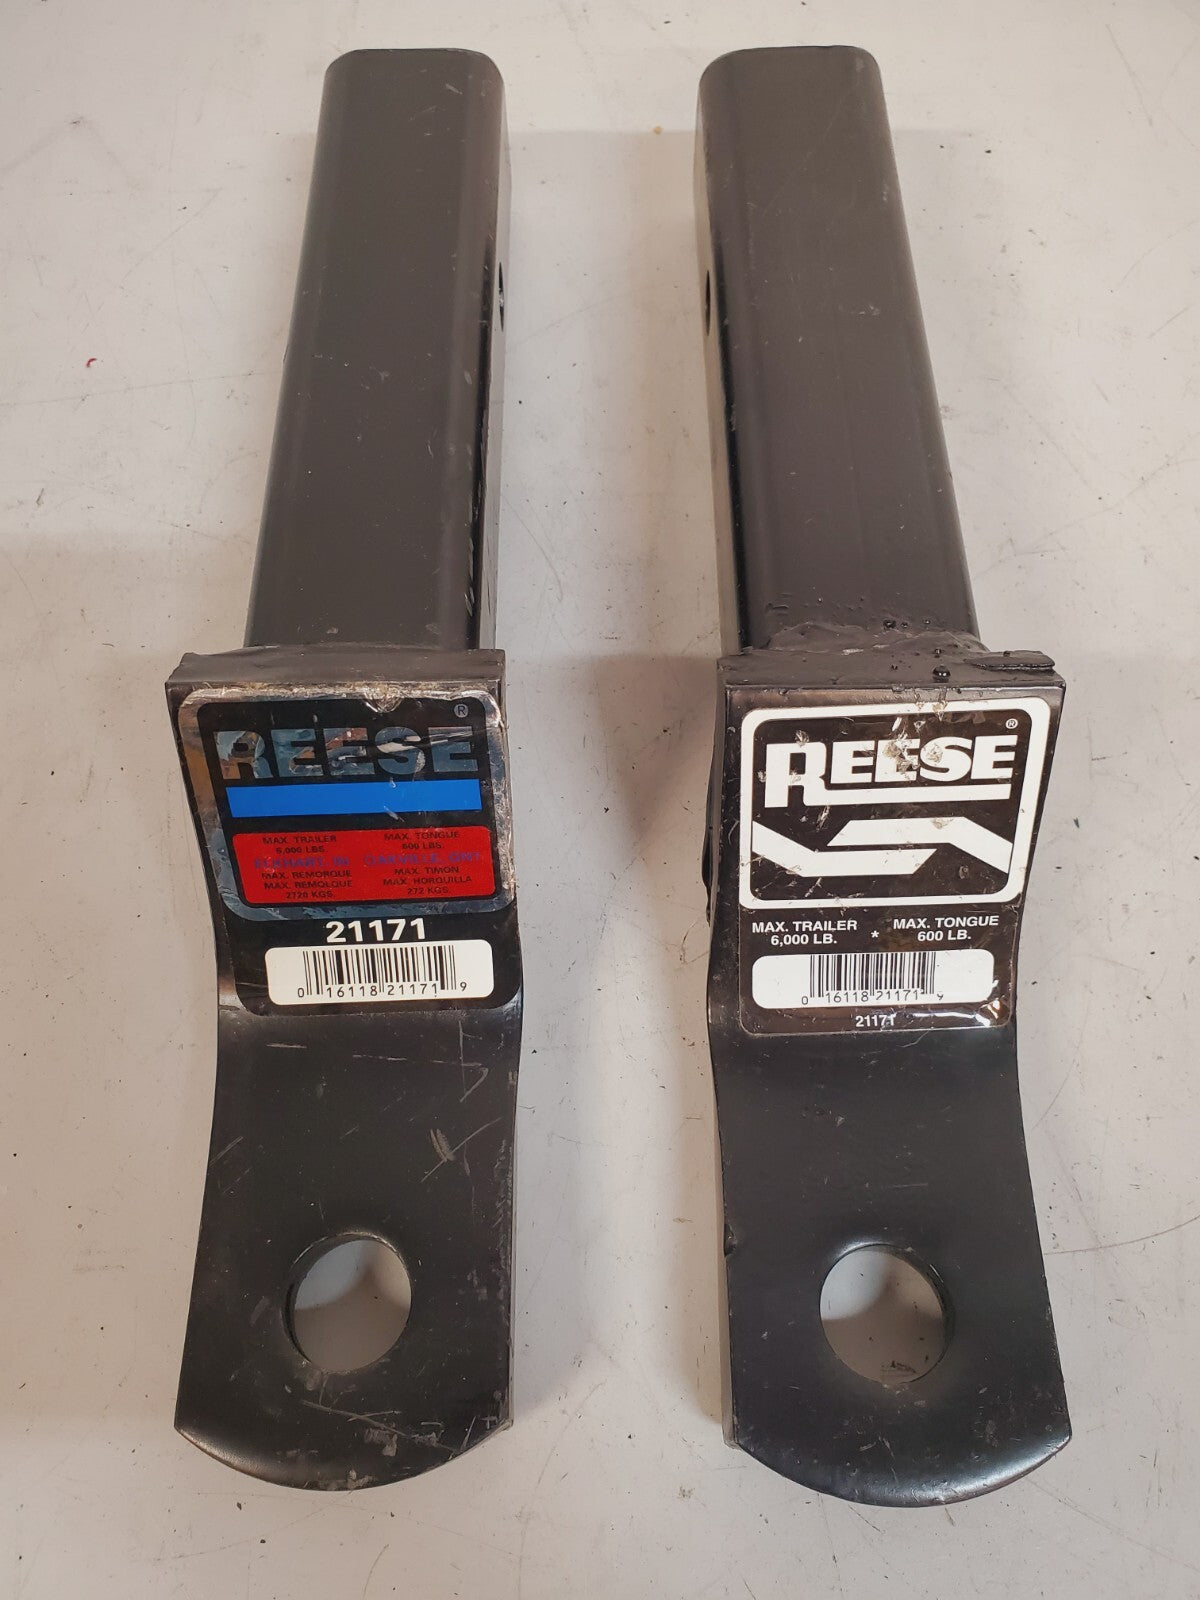 REESE®
MAX. TRAILER
6,000 LBS.
MAX. TONGUE
600 LBS.
MAX. REMORQUE
MAX. REMOLQUE
2720 KGS.
MAX. TIMON
MAX. HORQUILLA
272 KGS.
21171
0 16118 21171 9
REESE®
MAX. TRAILER
6,000 LB.
*
MAX. TONGUE
600 LB.
0 16118 21171 9
21171